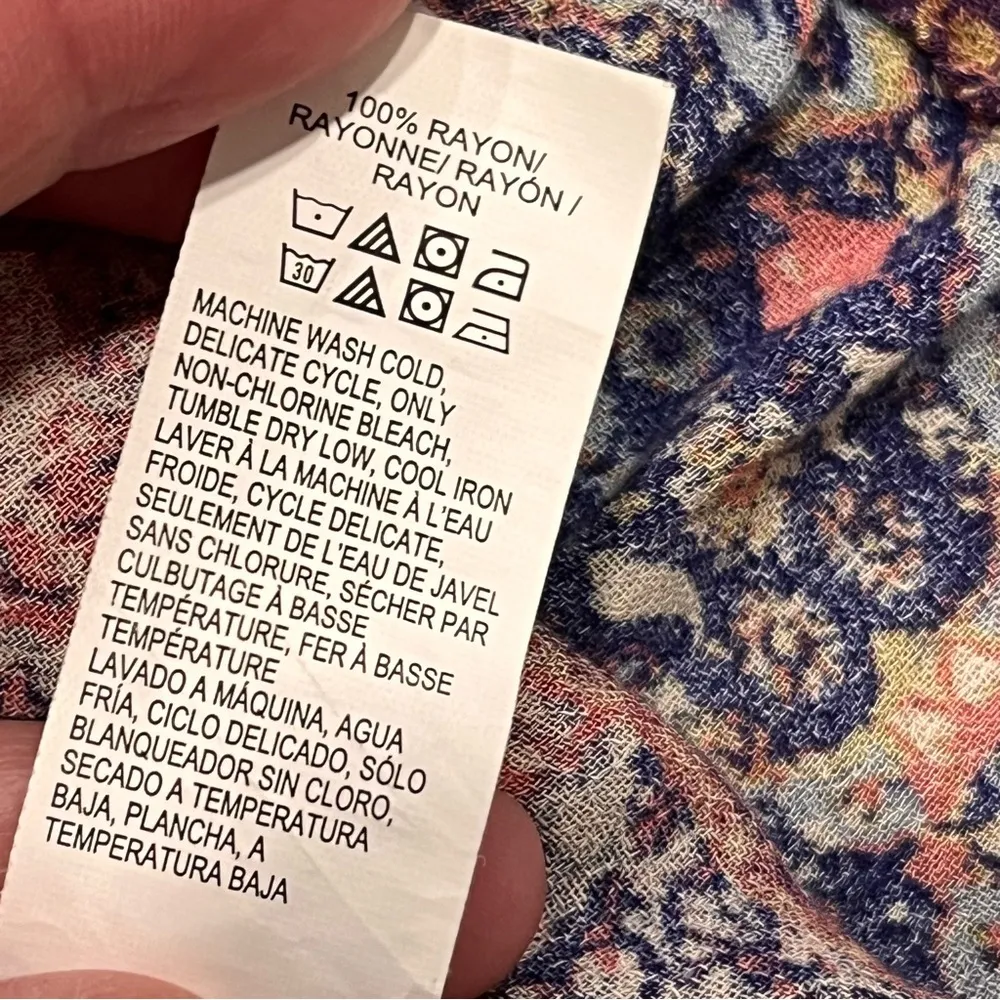 100% RAYON/
RAYONNE/ RAYÓN /
RAYON
30
MACHINE WASH COLD,
DELICATE CYCLE, ONLY
NON-CHLORINE BLEACH,
TUMBLE DRY LOW, COOL IRON
LAVER À LA MACHINE À L'EAU
FROIDE, CYCLE DELICATE,
SEULEMENT DE L'EAU DE JAVEL
SANS CHLORURE, SÉCHER PAR
CULBUTAGE À BASSE
TEMPÉRATURE, FER À BASSE
TEMPÉRATURE
LAVADO A MÁQUINA, AGUA
FRÍA, CICLO DELICADO, SÓLO
BLANQUEADOR SIN CLORO,
SECADO A TEMPERATURA
BAJA, PLANCHA, A
TEMPERATURA BAJA